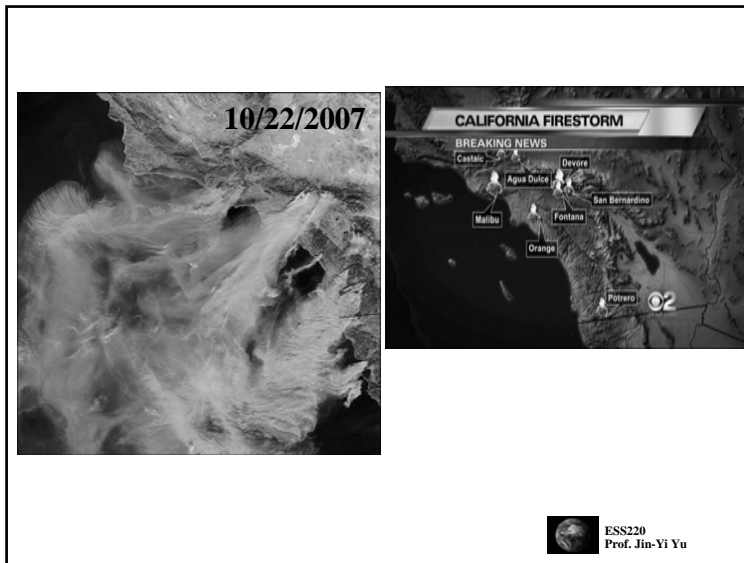 10/22/2007
CALIFORNIA FIRESTORM
BREAKING NEWS
Castaic
Devore
Agua Dulce
San Bernardino
Malibu
Fontana
Orange
Potrero
2
ESS220
Prof. Jin-Yi Yu